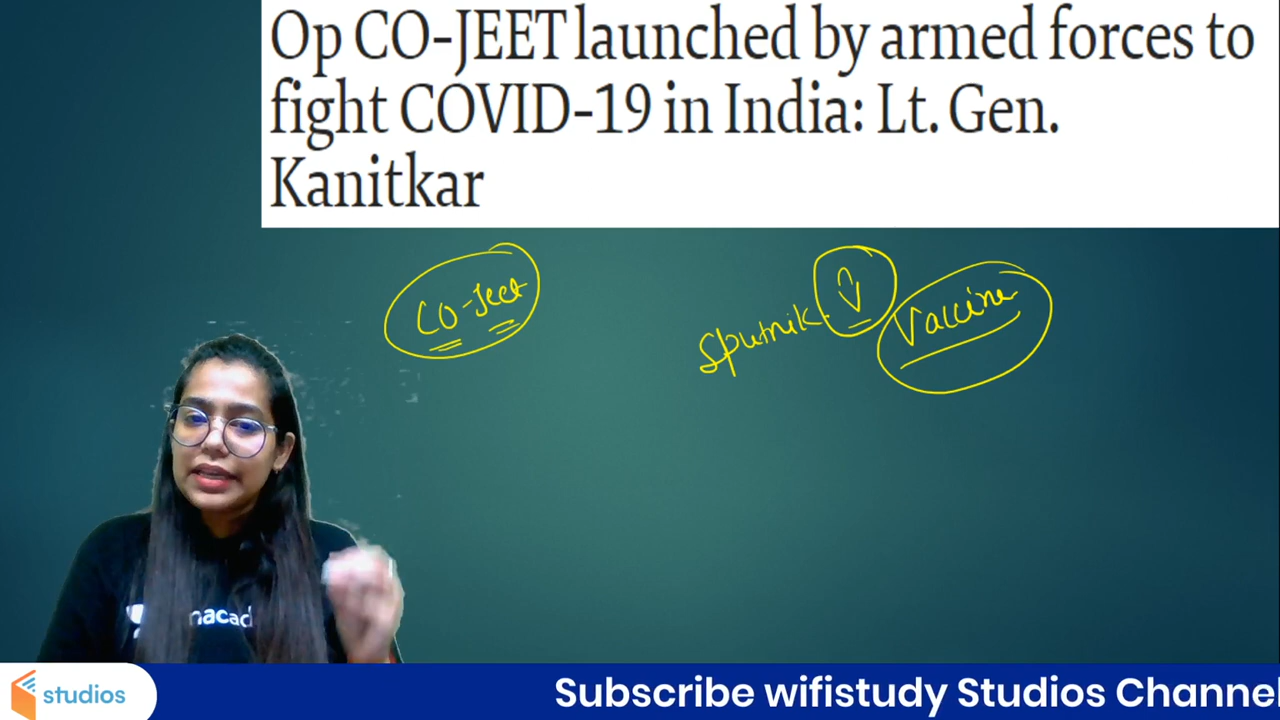 Op CO-JEET launched by armed forces to
fight COVID-19 in India: Lt. Gen.
Kanitkar
CO-Jeet
Sputnik V
Vaccine
nacad
studios
Subscribe wifistudy Studios Channel